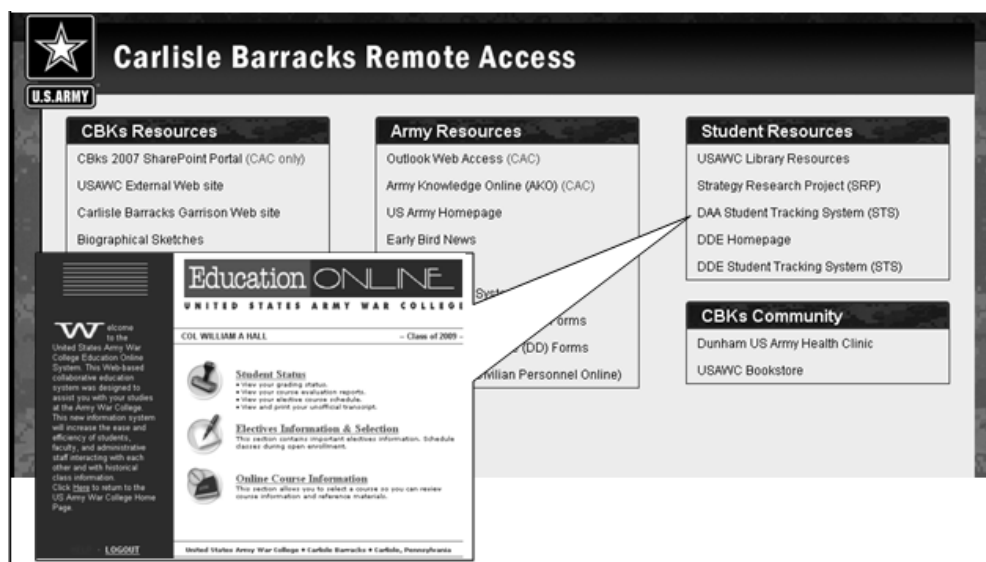 Carlisle Barracks Remote Access
U.S.ARMY
CBKs Resources
CBks 2007 SharePoint Portal (CAC only)
USAWC External Web site
Carlisle Barracks Garrison Web site
Biographical Sketches
Army Resources
Outlook Web Access (CAC)
Army Knowledge Online (AKO) (CAC)
US Army Homepage
Early Bird News
Syste
Forms
(DD) Forms
ivilian Personnel Online)
Student Resources
USAWC Library Resources
Strategy Research Project (SRP)
DAA Student Tracking System (STS)
DDE Homepage
DDE Student Tracking System (STS)
CBKs Community
Dunham US Army Health Clinic
USAWC Bookstore
Welcome
to the
United States Army War
College Education Online
System. This Web-based
collaborative education
system was designed to
assist you with your studies
at the Army War College.
This new information system
will increase the ease and
efficiency of students,
faculty, and administrative
staff interacting with each
other and with historical
class information.
Click Here to return to the
US Army War College Home
Page.
- LOGOUT
Education ONLINE
UNITED STATES ARMY WAR COLLEGE
COL WILLIAM A HALL
-- Class of 2009 --
Student Status
• View your grading status.
• View your course evaluation reports.
• View your elective course schedule.
• View and print your unofficial transcript.
Electives Information & Selection
This section contains important electives information. Schedule
classes during open enrollment.
Online Course Information
This section allows you to select a course so you can review
course information and reference materials.
United States Army War College • Carlisle Barracks • Carlisle, Pennsylvania